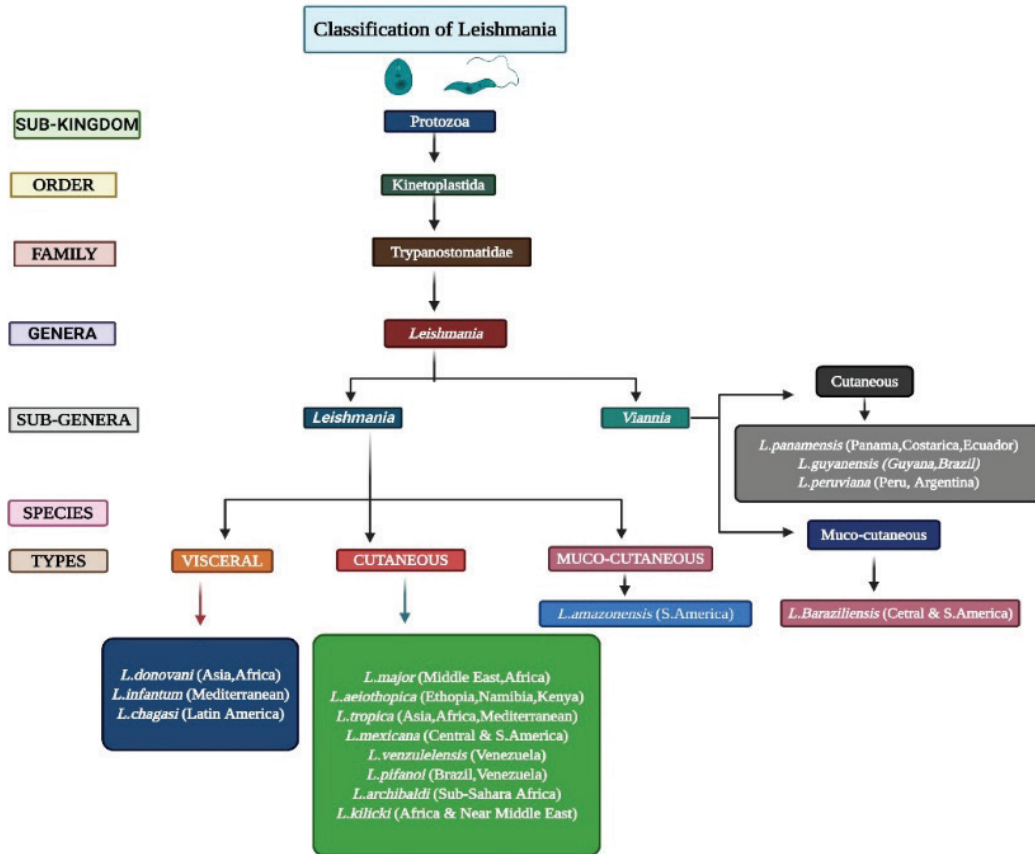 Classification of Leishmania
SUB-KINGDOM
Protozoa
ORDER
Kinetoplastida
FAMILY
Trypanostomatidae
GENERA
Leishmania
SUB-GENERA
Leishmania
Viannia
Cutaneous
L.panamensis (Panama,Costarica,Ecuador)
L.guyanensis (Guyana,Brazil)
L.peruviana (Peru, Argentina)
SPECIES
Muco-cutaneous
L.Baraziliensis (Cetral & S.America)
TYPES
VISCERAL
CUTANEOUS
MUCO-CUTANEOUS
L.amazonensis (S.America)
L.donovani (Asia,Africa)
L.infantum (Mediterranean)
L.chagasi (Latin America)
L.major (Middle East,Africa)
L.aeiothopica (Ethopia,Namibia,Kenya)
L.tropica (Asia,Africa,Mediterranean)
L.mexicana (Central & S.America)
L.venzulelensis (Venezuela)
L.pifanoi (Brazil,Venezuela)
L.archibaldi (Sub-Sahara Africa)
L.kilicki (Africa & Near Middle East)